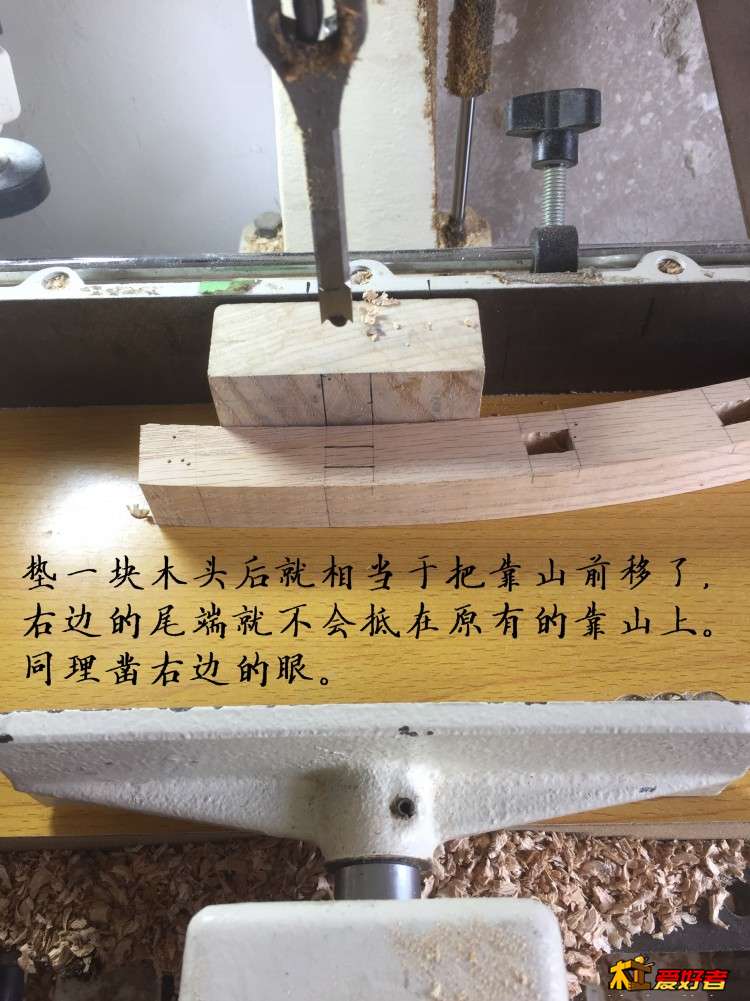 垫一块木头后就相当于把靠山前移了,
右边的尾端就不会抵在原有的靠山上。
同理凿右边的眼。
木工爱好者